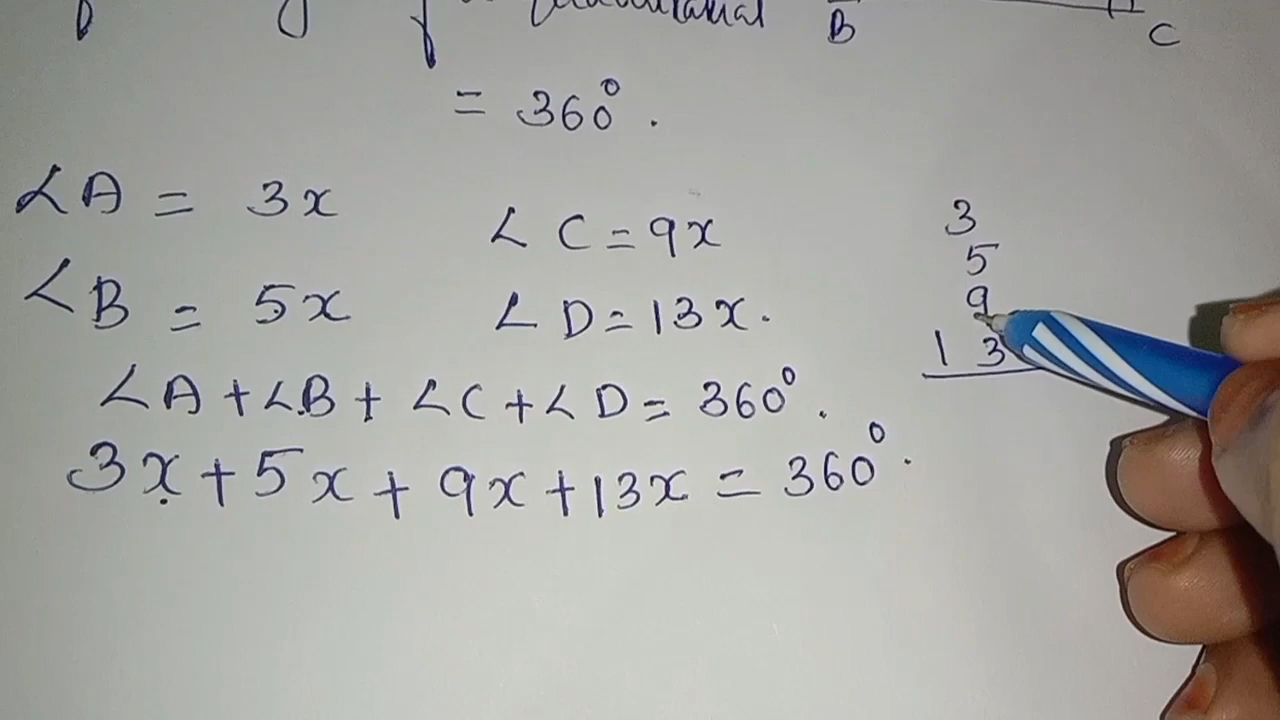 B
C
= 360°.
∠A = 3x
∠C = 9x
∠B = 5x
∠D = 13x.
∠A + ∠B + ∠C + ∠D = 360°.
3x + 5x + 9x + 13x = 360°.
3
5
9
13